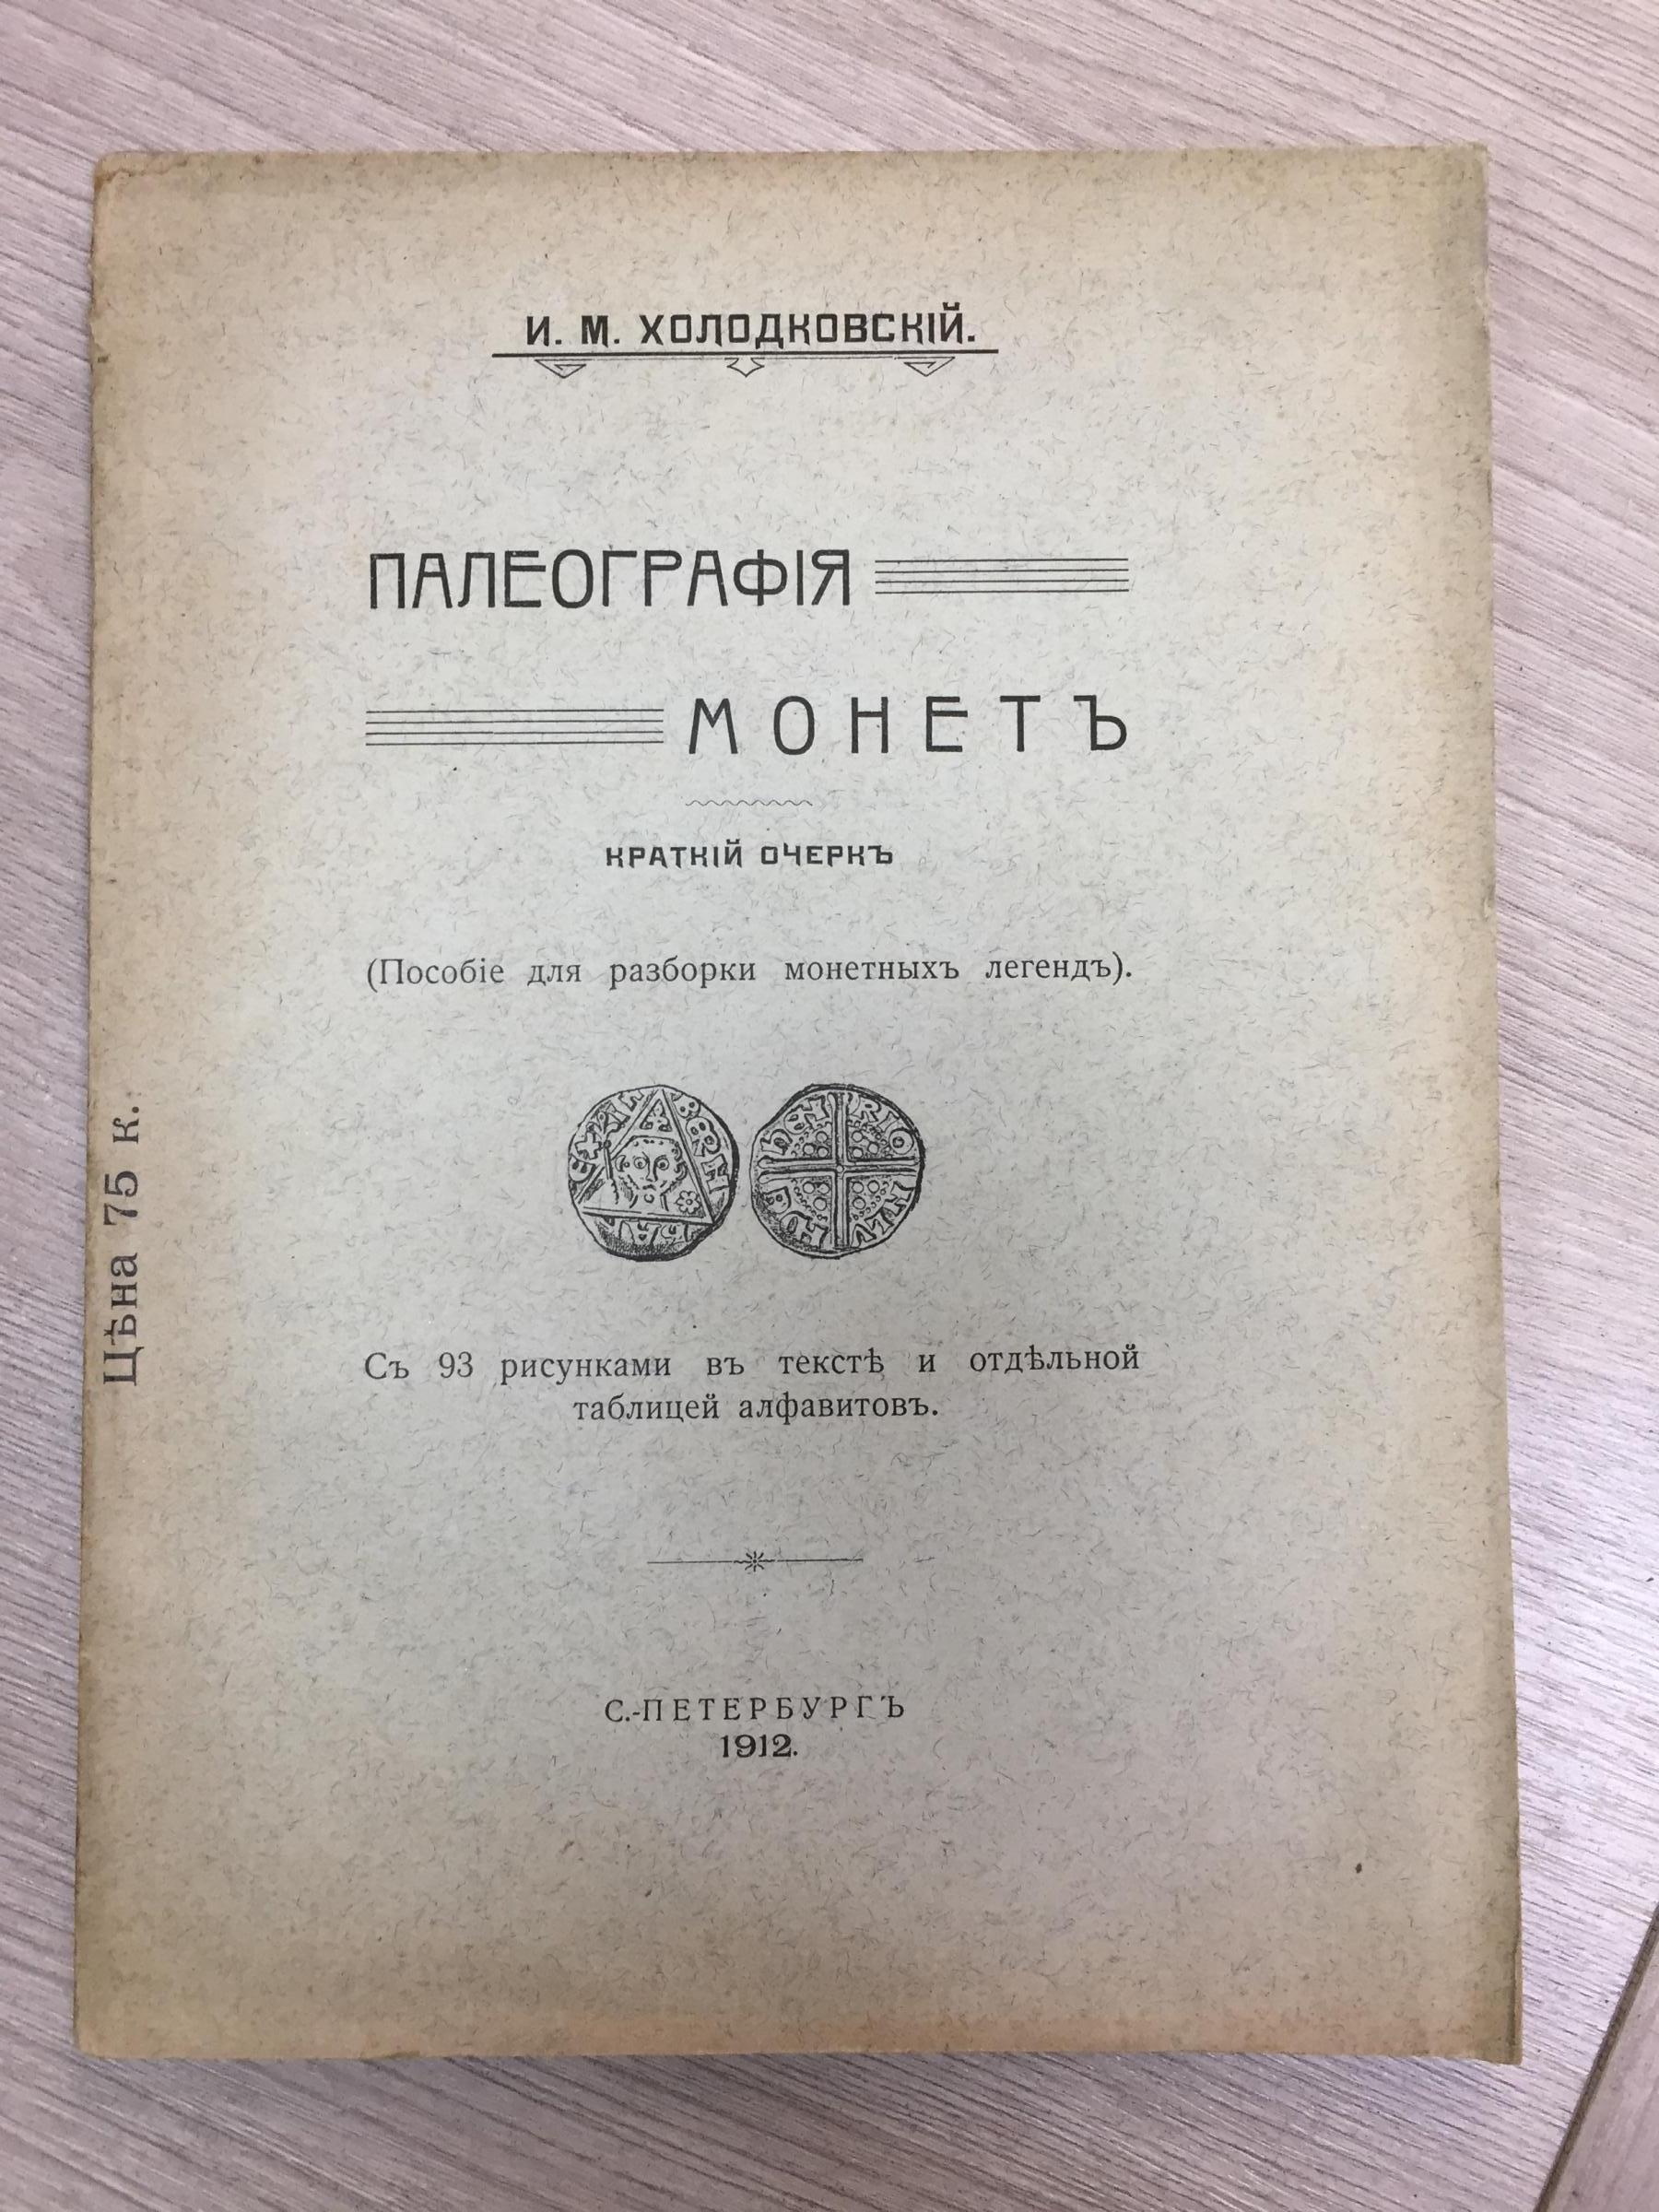 И. М. ХОЛОДКОВСКІЙ.
ПАЛЕОГРАФІЯ
МОНЕТЪ
КРАТКІЙ ОЧЕРКЪ
(Пособіе для разборки монетныхъ легендъ).
Съ 93 рисунками въ текстѣ и отдѣльной
таблицей алфавитовъ.
С.-ПЕТЕРБУРГЪ
1912.
Цѣна 75 к.